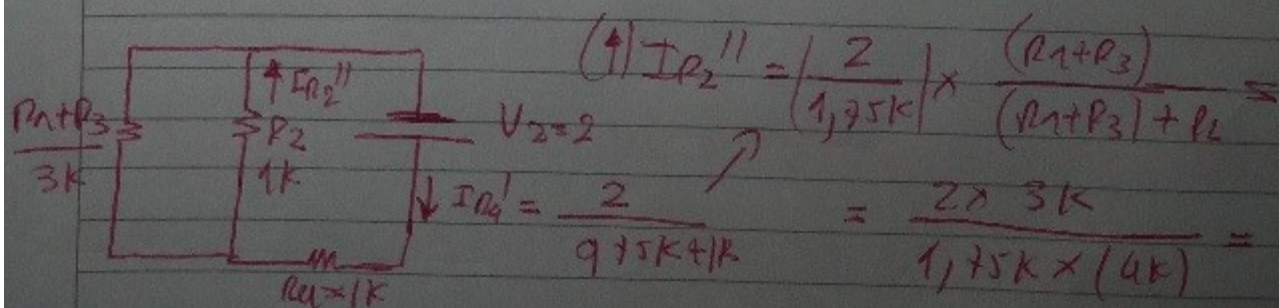 (↑) IR2'' = (2 / 1,75K) x (R1+R3) / (R1+R3)+R2 =
↑ IR2''
R1+R3
3K
R2
1K
V2=2
↓ IR4' = 2 / 0,75K+1K
= 2x 3K / 1,75K x (4K) =
R4=1K